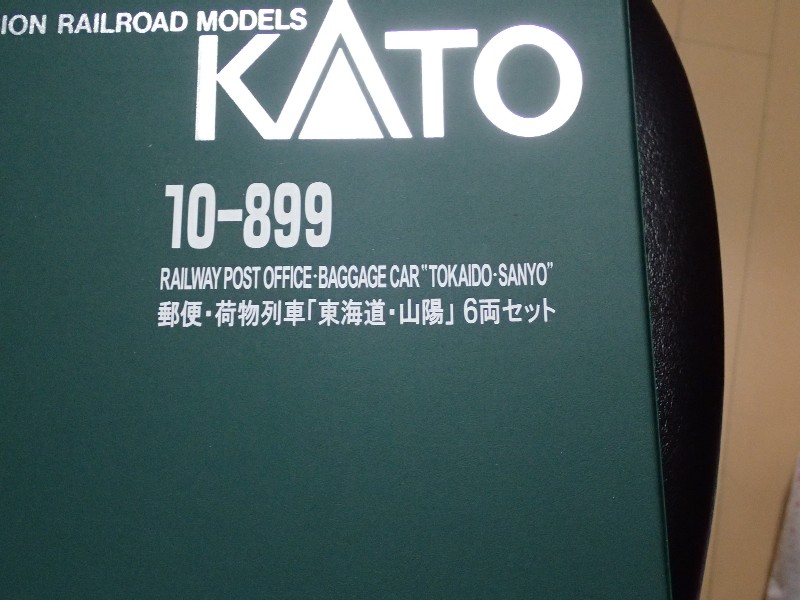 RAILROAD MODELS
KATO
10-899
RAILWAY POST OFFICE·BAGGAGE CAR "TOKAIDO-SANYO"
郵便・荷物列車「東海道・山陽」6両セット